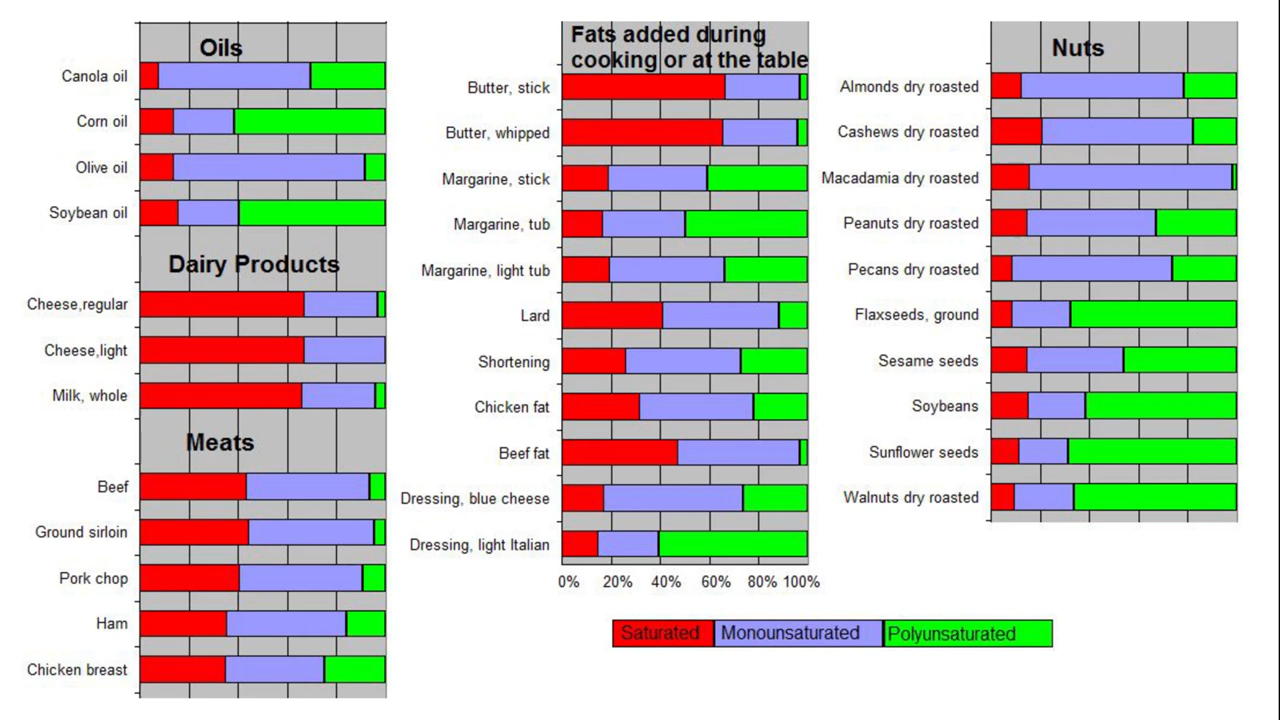 Oils
Canola oil
Corn oil
Olive oil
Soybean oil
Dairy Products
Cheese,regular
Cheese,light
Milk, whole
Meats
Beef
Ground sirloin
Pork chop
Ham
Chicken breast
Fats added during
cooking or at the table
Butter, stick
Butter, whipped
Margarine, stick
Margarine, tub
Margarine, light tub
Lard
Shortening
Chicken fat
Beef fat
Dressing, blue cheese
Dressing, light Italian
0% 20% 40% 60% 80% 100%
Nuts
Almonds dry roasted
Cashews dry roasted
Macadamia dry roasted
Peanuts dry roasted
Pecans dry roasted
Flaxseeds, ground
Sesame seeds
Soybeans
Sunflower seeds
Walnuts dry roasted
Saturated Monounsaturated Polyunsaturated